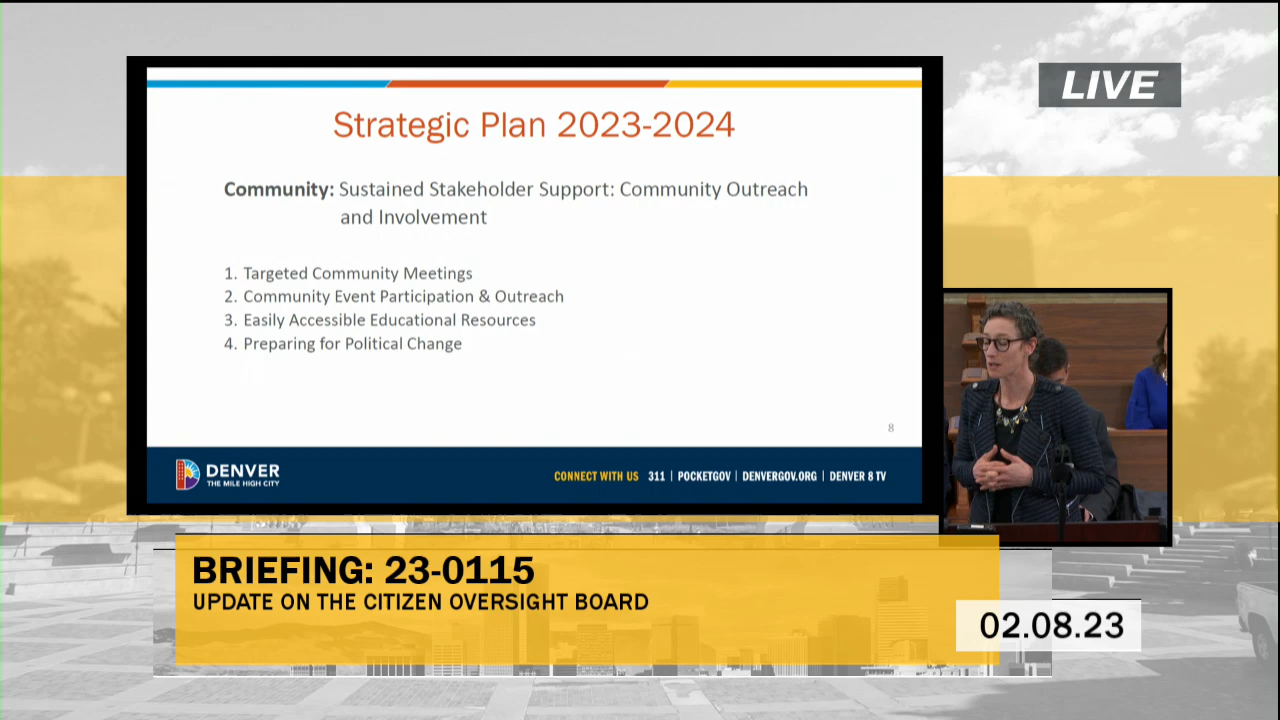 LIVE
Strategic Plan 2023-2024
Community: Sustained Stakeholder Support: Community Outreach
and Involvement
1. Targeted Community Meetings
2. Community Event Participation & Outreach
3. Easily Accessible Educational Resources
4. Preparing for Political Change
8
DENVER
THE MILE HIGH CITY
CONNECT WITH US 311 | POCKETGOV | DENVERGOV.ORG | DENVER 8 TV
BRIEFING: 23-0115
UPDATE ON THE CITIZEN OVERSIGHT BOARD
02.08.23